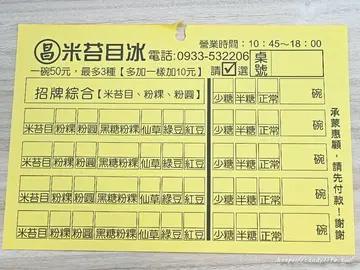 昌 米苔目冰 電話:0933-532206
營業時間:10:45~18:00
桌號
一碗50元,最多3種【多加一樣加10元】 請☑選
招牌綜合【米苔目、粉粿、粉圓】 少糖 半糖 正常 碗
米苔目 粉粿 粉圓 黑糖粉粿 仙草 綠豆 紅豆 少糖 半糖 正常 碗
米苔目 粉粿 粉圓 黑糖粉粿 仙草 綠豆 紅豆 少糖 半糖 正常 碗
米苔目 粉粿 粉圓 黑糖粉粿 仙草 綠豆 紅豆 少糖 半糖 正常 碗
米苔目 粉粿 粉圓 黑糖粉粿 仙草 綠豆 紅豆 少糖 半糖 正常 碗
承蒙惠顧,請先付款!謝謝